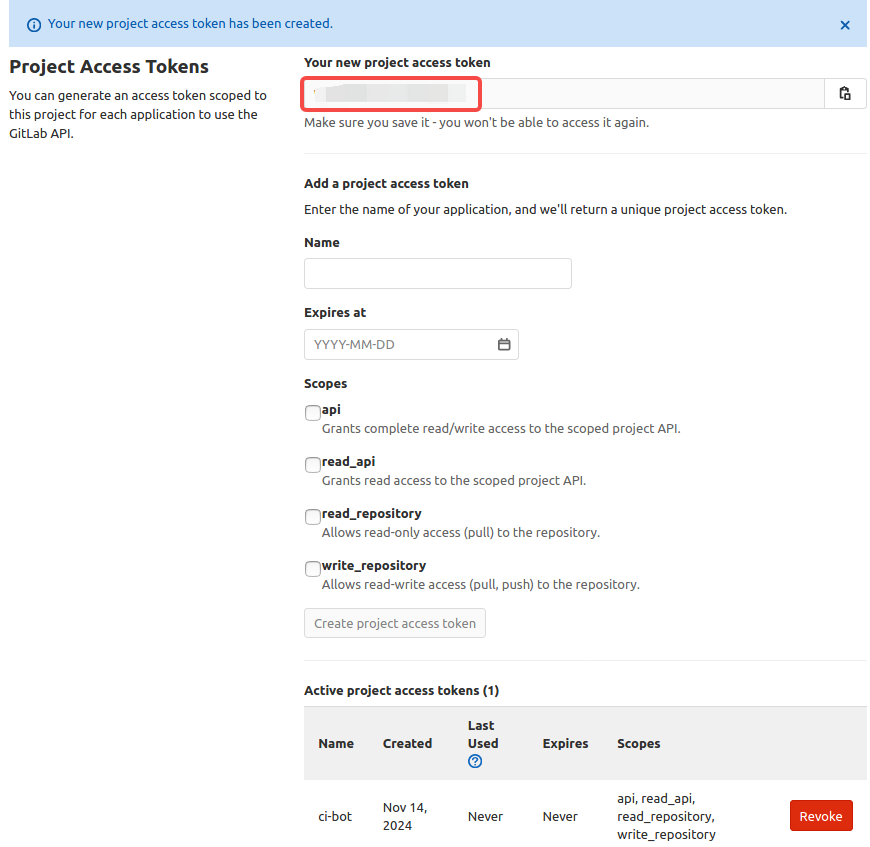 Your new project access token has been created.
Project Access Tokens
You can generate an access token scoped to
this project for each application to use the
GitLab API.
Your new project access token
Make sure you save it - you won't be able to access it again.
Add a project access token
Enter the name of your application, and we'll return a unique project access token.
Name
Expires at
YYYY-MM-DD
Scopes
api
Grants complete read/write access to the scoped project API.
read_api
Grants read access to the scoped project API.
read_repository
Allows read-only access (pull) to the repository.
write_repository
Allows read-write access (pull, push) to the repository.
Create project access token
Active project access tokens (1)
Name Created Last Used Expires Scopes
ci-bot Nov 14, 2024 Never Never api, read_api, read_repository, write_repository Revoke